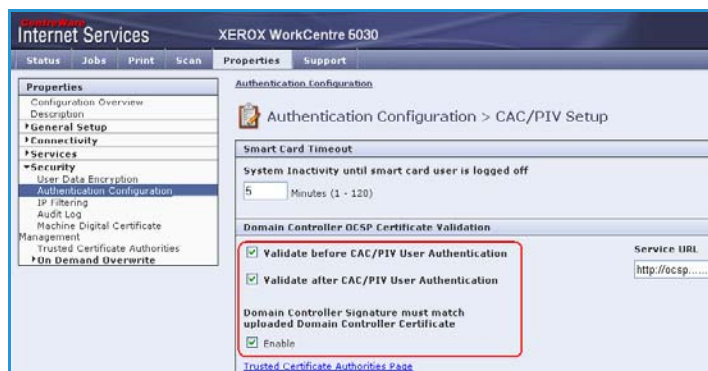 CentreWare
Internet Services
XEROX WorkCentre 5030
Status Jobs Print Scan Properties Support
Properties
Configuration Overview
Description
General Setup
Connectivity
Services
Security
User Data Encryption
Authentication Configuration
IP Filtering
Audit Log
Machine Digital Certificate
Management
Trusted Certificate Authorities
On Demand Overwrite
Authentication Configuration
Authentication Configuration > CAC/PIV Setup
Smart Card Timeout
System Inactivity until smart card user is logged off
5 Minutes (1 - 120)
Domain Controller OCSP Certificate Validation
Validate before CAC/PIV User Authentication
Service URL
Validate after CAC/PIV User Authentication
http://ocsp......
Domain Controller Signature must match
uploaded Domain Controller Certificate
Enable
Trusted Certificate Authorities Page